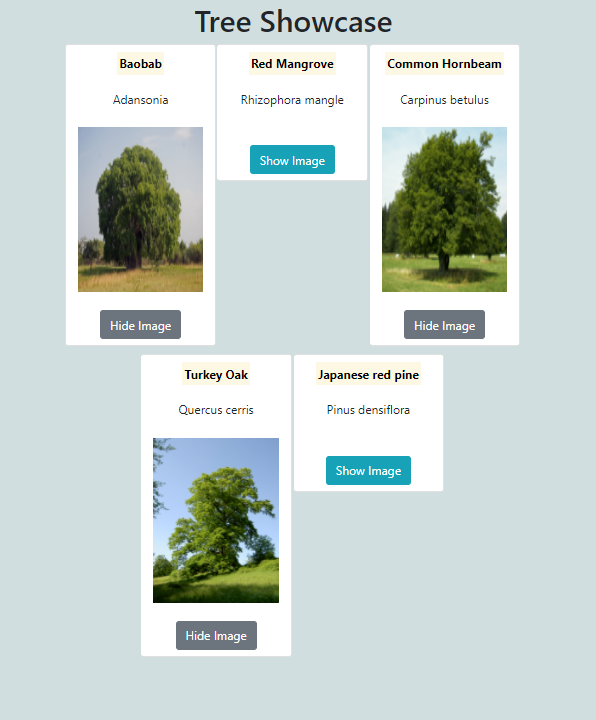 Tree Showcase
Baobab
Adansonia
Hide Image
Red Mangrove
Rhizophora mangle
Show Image
Common Hornbeam
Carpinus betulus
Hide Image
Turkey Oak
Quercus cerris
Hide Image
Japanese red pine
Pinus densiflora
Show Image